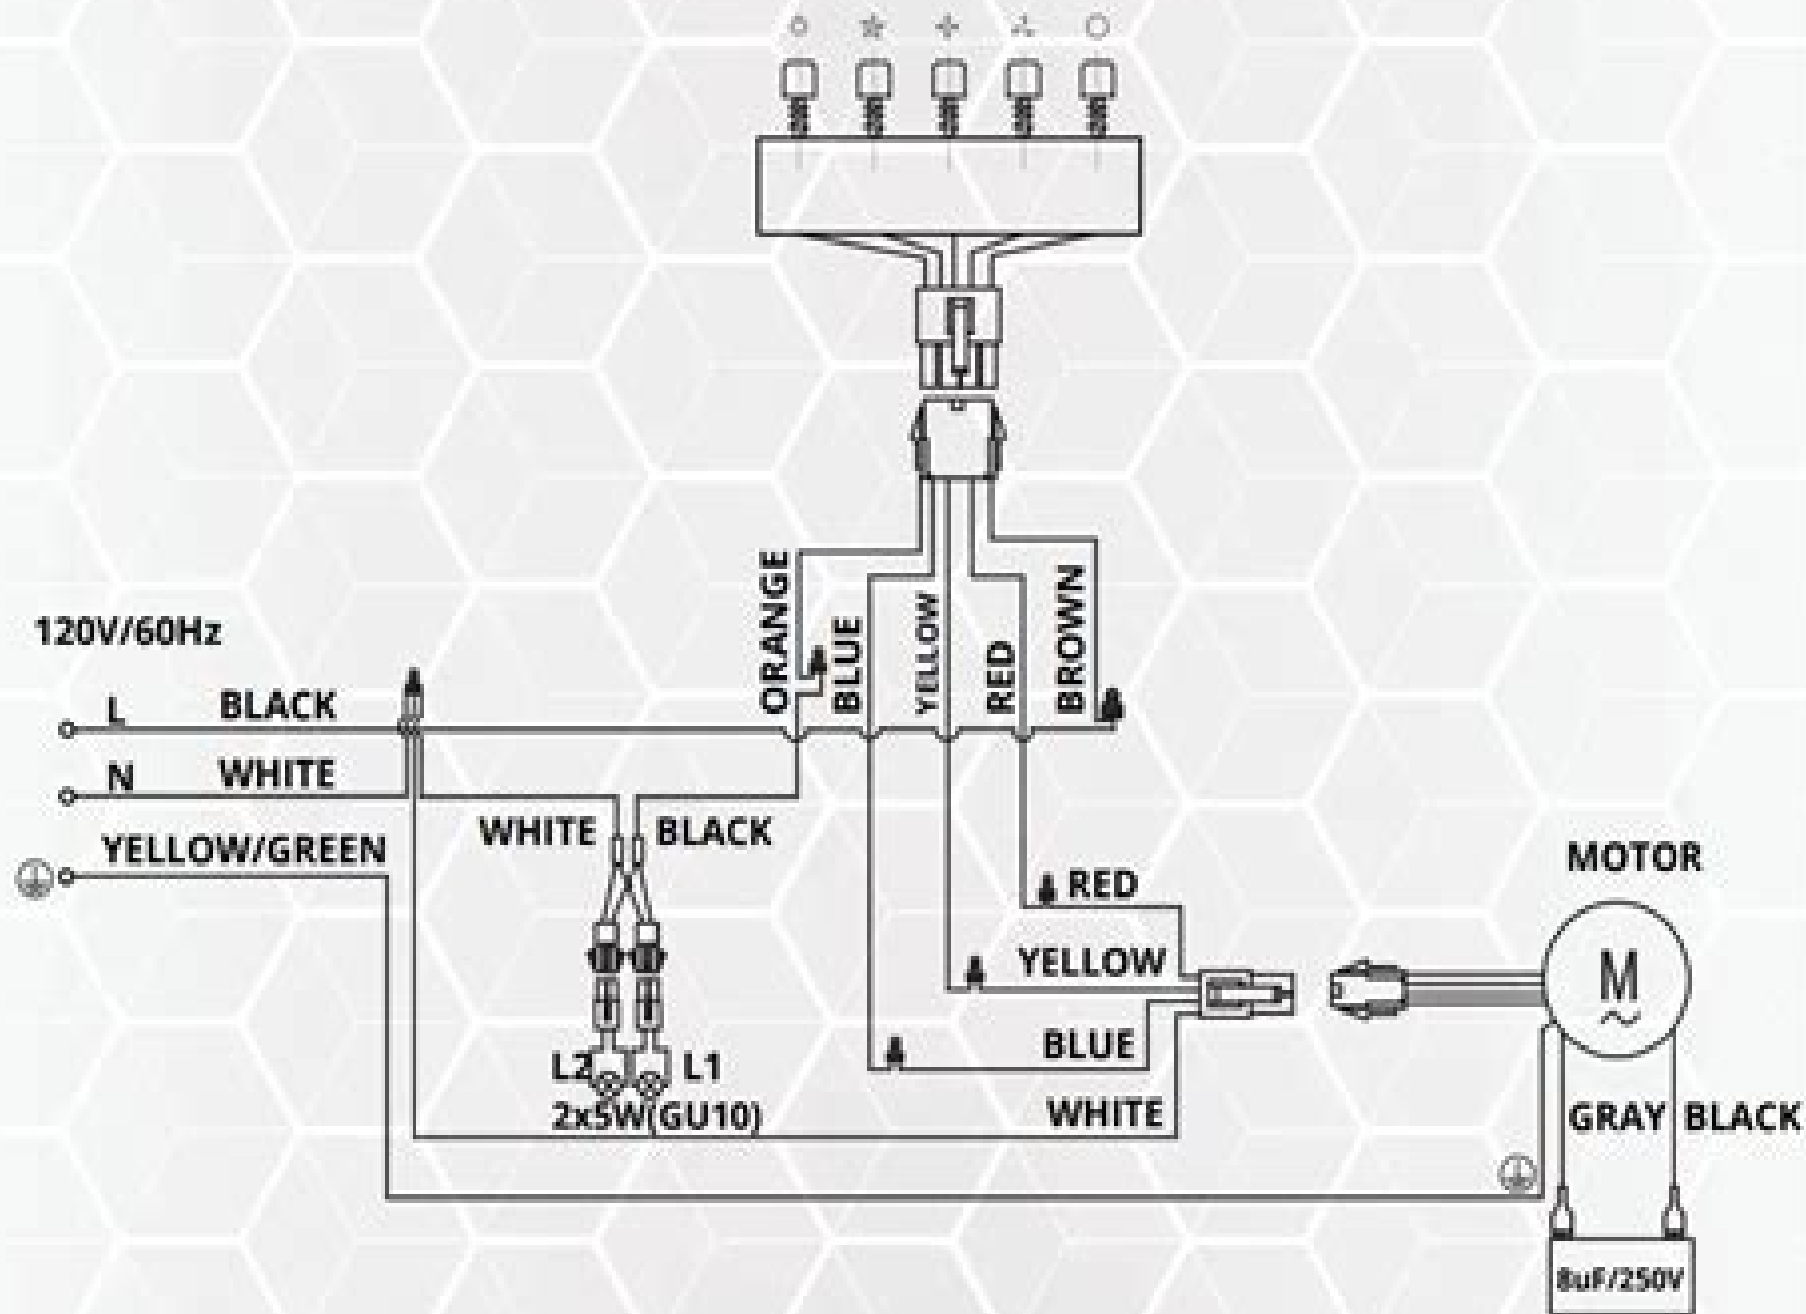 ORANGE
BLUE
YELLOW
RED
BROWN
120V/60Hz
L BLACK
N WHITE
YELLOW/GREEN
WHITE BLACK
MOTOR
RED
YELLOW
M
BLUE
L2 L1
2x5W(GU10)
WHITE
GRAY BLACK
8uF/250V